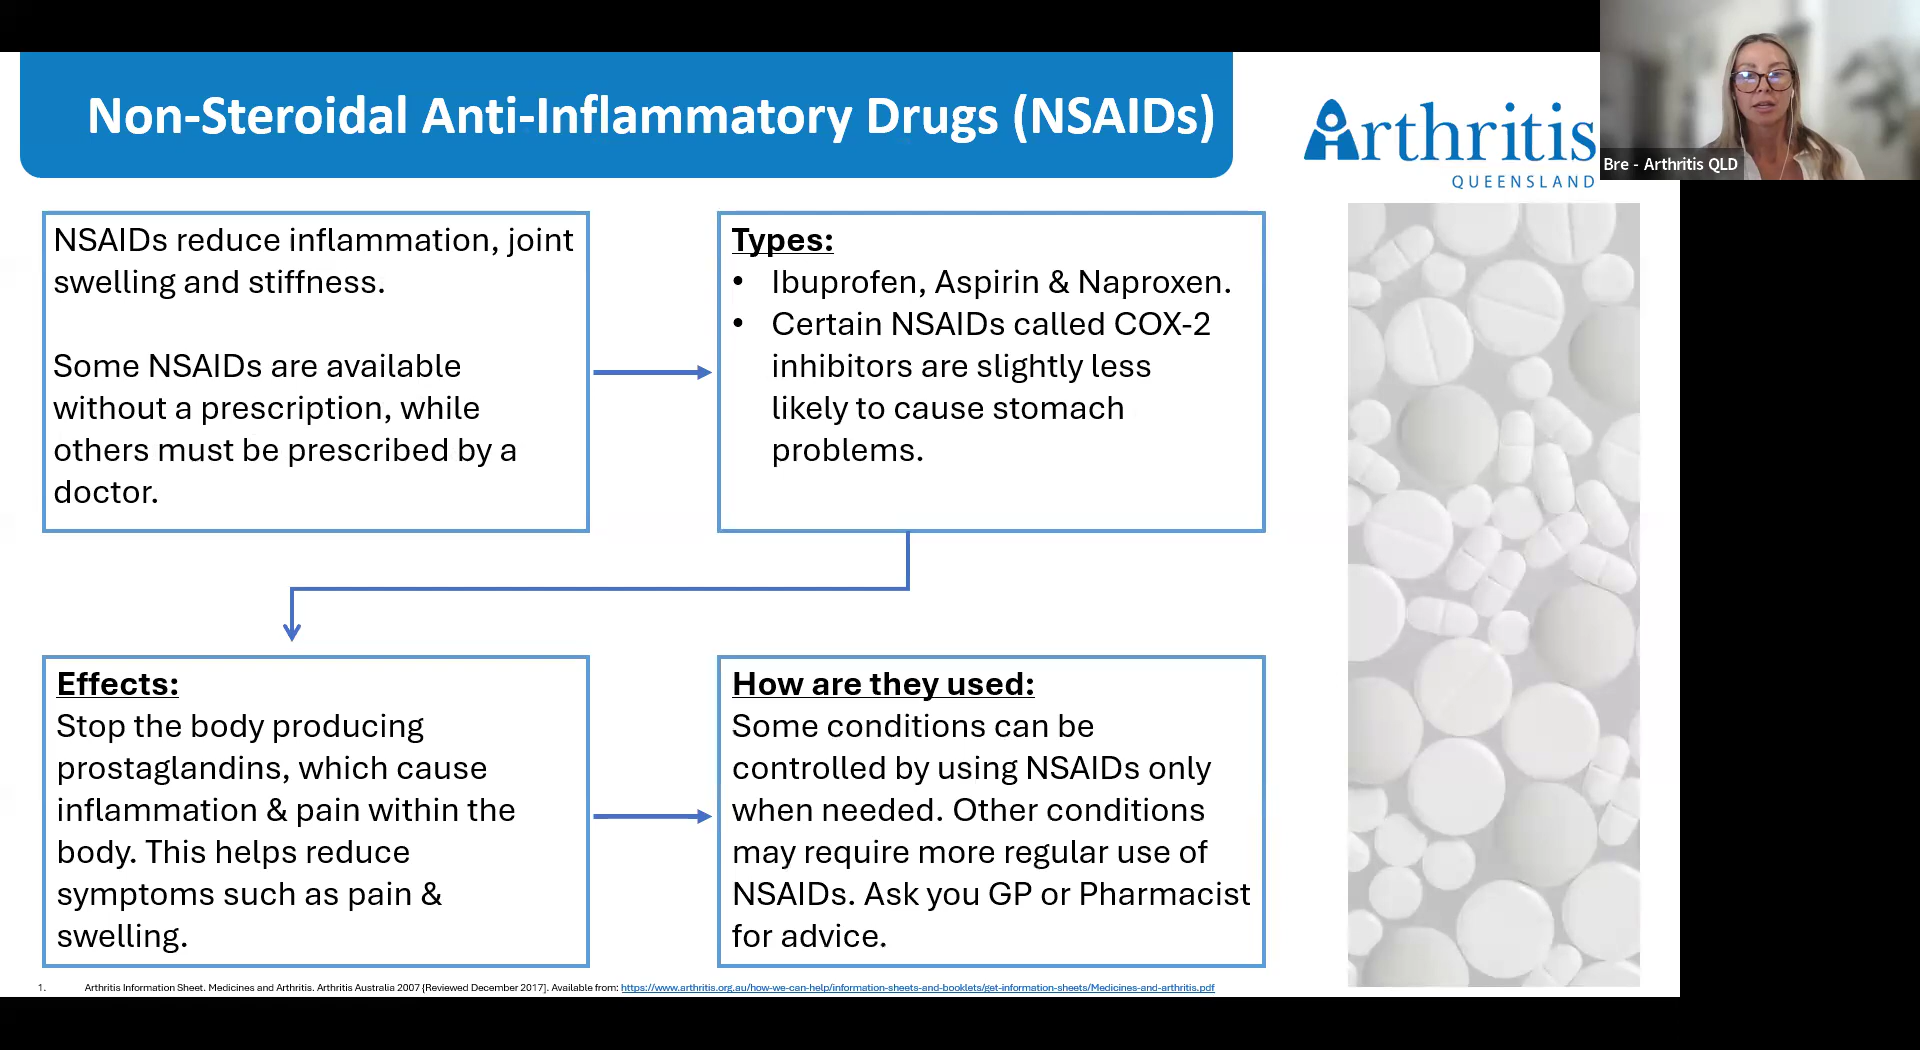 Non-Steroidal Anti-Inflammatory Drugs (NSAIDs)
Arthritis
QUEENSLAND
Bre - Arthritis QLD
NSAIDs reduce inflammation, joint
swelling and stiffness.
Some NSAIDs are available
without a prescription, while
others must be prescribed by a
doctor.
Types:
• Ibuprofen, Aspirin & Naproxen.
• Certain NSAIDs called COX-2
inhibitors are slightly less
likely to cause stomach
problems.
Effects:
Stop the body producing
prostaglandins, which cause
inflammation & pain within the
body. This helps reduce
symptoms such as pain &
swelling.
How are they used:
Some conditions can be
controlled by using NSAIDs only
when needed. Other conditions
may require more regular use of
NSAIDs. Ask you GP or Pharmacist
for advice.
1. Arthritis Information Sheet. Medicines and Arthritis. Arthritis Australia 2007 [Reviewed December 2017]. Available from: https://www.arthritis.org.au/how-we-can-help/information-sheets-and-booklets/get-information-sheets/Medicines-and-arthritis.pdf